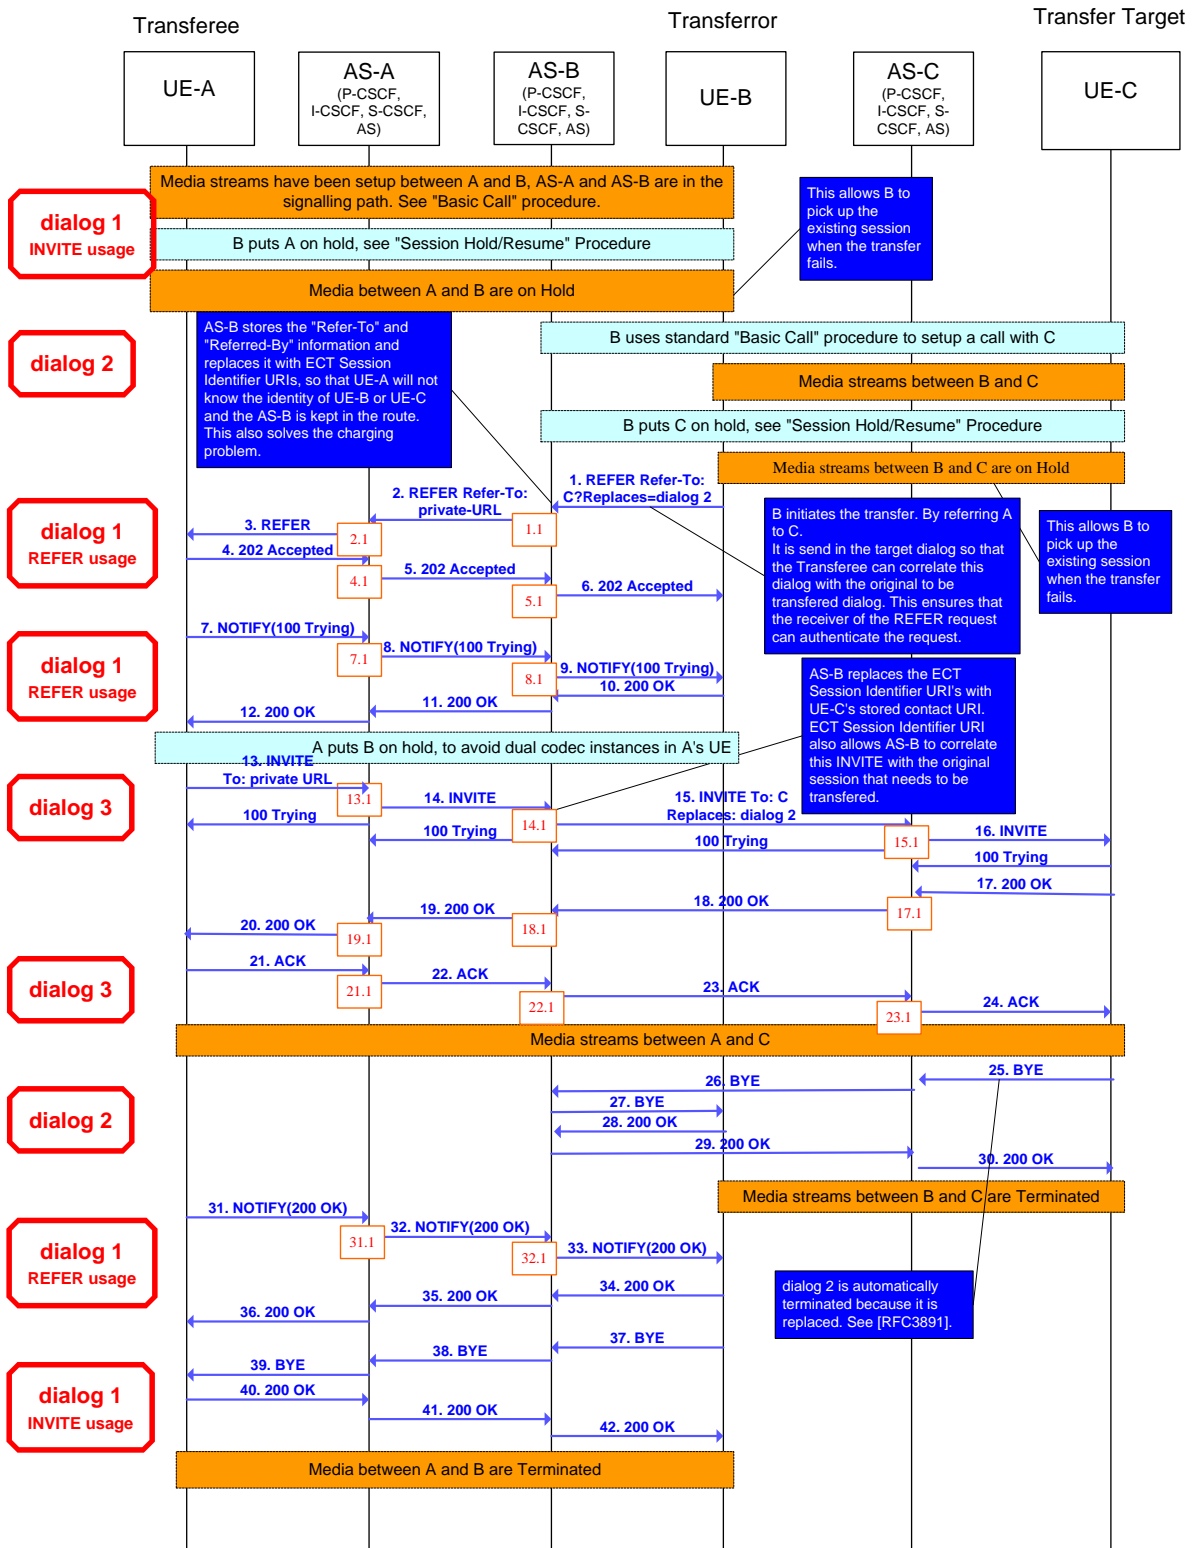 Transferee
Transferror
Transfer Target
UE-A
AS-A
(P-CSCF,
I-CSCF, S-CSCF,
AS)
AS-B
(P-CSCF,
I-CSCF, S-
CSCF, AS)
UE-B
AS-C
(P-CSCF,
I-CSCF, S-
CSCF, AS)
UE-C
Media streams have been setup between A and B, AS-A and AS-B are in the
signalling path. See "Basic Call" procedure.
This allows B to
pick up the
existing session
when the transfer
fails.
dialog 1
INVITE usage
B puts A on hold, see "Session Hold/Resume" Procedure
Media between A and B are on Hold
AS-B stores the "Refer-To" and
"Referred-By" information and
replaces it with ECT Session
Identifier URIs, so that UE-A will not
know the identity of UE-B or UE-C
and the AS-B is kept in the route.
This also solves the charging
problem.
dialog 2
B uses standard "Basic Call" procedure to setup a call with C
Media streams between B and C
B puts C on hold, see "Session Hold/Resume" Procedure
Media streams between B and C are on Hold
1. REFER Refer-To:
C?Replaces=dialog 2
2. REFER Refer-To:
private-URL
1.1
3. REFER
2.1
dialog 1
REFER usage
4. 202 Accepted
4.1
5. 202 Accepted
5.1
6. 202 Accepted
B initiates the transfer. By referring A
to C.
It is send in the target dialog so that
the Transferee can correlate this
dialog with the original to be
transfered dialog. This ensures that
the receiver of the REFER request
can authenticate the request.
This allows B to
pick up the
existing session
when the transfer
fails.
dialog 1
REFER usage
7. NOTIFY(100 Trying)
7.1
8. NOTIFY(100 Trying)
8.1
9. NOTIFY(100 Trying)
10. 200 OK
11. 200 OK
12. 200 OK
AS-B replaces the ECT
Session Identifier URI's with
UE-C's stored contact URI.
ECT Session Identifier URI
also allows AS-B to correlate
this INVITE with the original
session that needs to be
transfered.
A puts B on hold, to avoid dual codec instances in A's UE
dialog 3
13. INVITE
To: private URL
13.1
14. INVITE
14.1
15. INVITE To: C
Replaces: dialog 2
15.1
16. INVITE
100 Trying
100 Trying
100 Trying
100 Trying
17. 200 OK
17.1
18. 200 OK
18.1
19. 200 OK
19.1
20. 200 OK
dialog 3
21. ACK
21.1
22. ACK
22.1
23. ACK
23.1
24. ACK
Media streams between A and C
dialog 2
25. BYE
26. BYE
27. BYE
28. 200 OK
29. 200 OK
30. 200 OK
Media streams between B and C are Terminated
dialog 1
REFER usage
31. NOTIFY(200 OK)
31.1
32. NOTIFY(200 OK)
32.1
33. NOTIFY(200 OK)
34. 200 OK
35. 200 OK
36. 200 OK
dialog 2 is automatically
terminated because it is
replaced. See [RFC3891].
dialog 1
INVITE usage
37. BYE
38. BYE
39. BYE
40. 200 OK
41. 200 OK
42. 200 OK
Media between A and B are Terminated